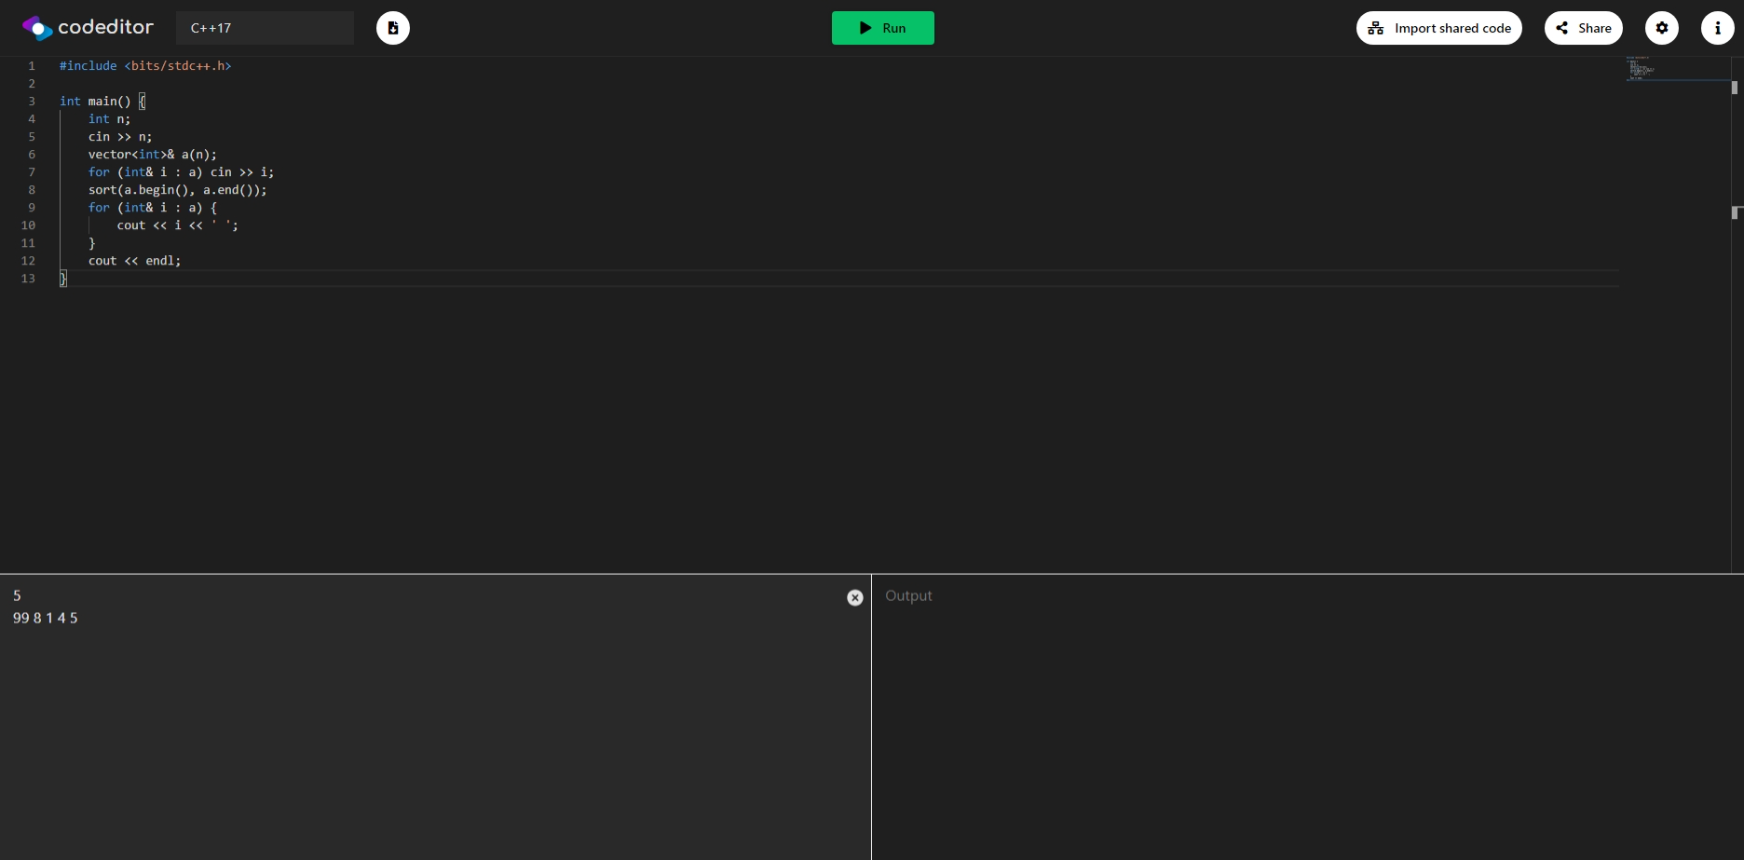 codeditor C++17 Run Import shared code Share
1 #include <bits/stdc++.h>
2
3 int main() {
4     int n;
5     cin >> n;
6     vector<int>& a(n);
7     for (int& i : a) cin >> i;
8     sort(a.begin(), a.end());
9     for (int& i : a) {
10         cout << i << ' ';
11     }
12     cout << endl;
13 }
5
99 8 1 4 5
Output